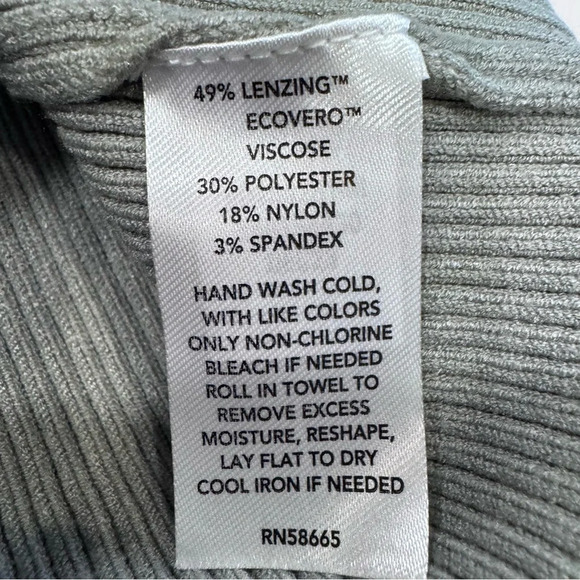 49% LENZING™
ECOVERO™
VISCOSE
30% POLYESTER
18% NYLON
3% SPANDEX
HAND WASH COLD,
WITH LIKE COLORS
ONLY NON-CHLORINE
BLEACH IF NEEDED
ROLL IN TOWEL TO
REMOVE EXCESS
MOISTURE, RESHAPE,
LAY FLAT TO DRY
COOL IRON IF NEEDED
RN58665